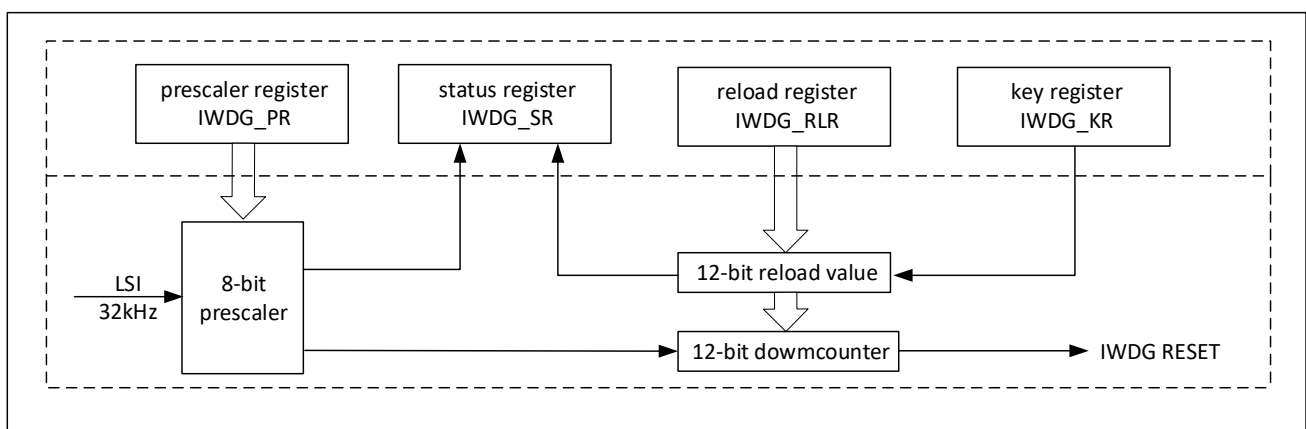 prescaler register
IWDG_PR
status register
IWDG_SR
reload register
IWDG_RLR
key register
IWDG_KR
LSI
32kHz
8-bit
prescaler
12-bit reload value
12-bit dowmcounter
IWDG RESET